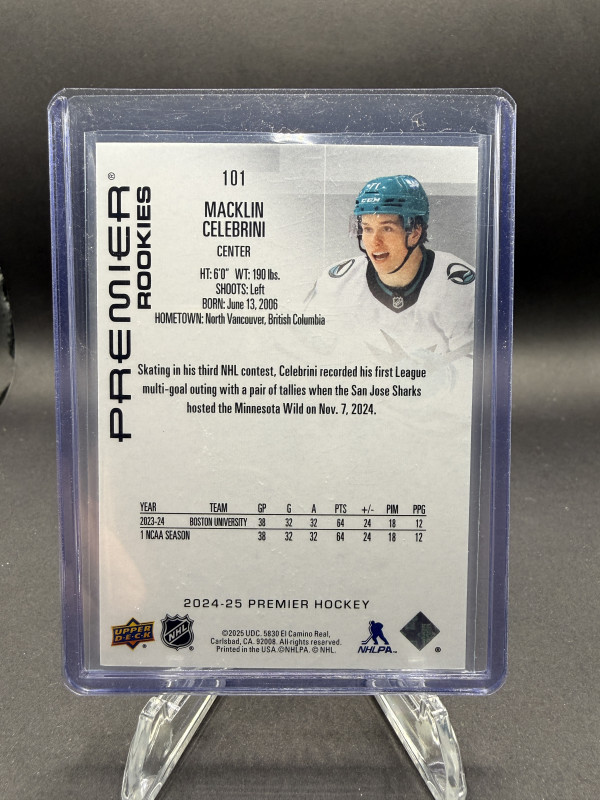 PREMIER®
ROOKIES
101
MACKLIN
CELEBRINI
CENTER
HT: 6'0" WT: 190 lbs.
SHOOTS: Left
BORN: June 13, 2006
HOMETOWN: North Vancouver, British Columbia
CCM
Skating in his third NHL contest, Celebrini recorded his first League
multi-goal outing with a pair of tallies when the San Jose Sharks
hosted the Minnesota Wild on Nov. 7, 2024.
YEAR TEAM GP G A PTS +/- PIM PPG
2023-24 BOSTON UNIVERSITY 38 32 32 64 24 18 12
1 NCAA SEASON 38 32 32 64 24 18 12
2024-25 PREMIER HOCKEY
UPPER
DECK
®
NHL
©2025 UDC. 5830 El Camino Real,
Carlsbad, CA. 92008. All rights reserved.
Printed in the USA ©NHLPA. © NHL.
NHLPA™
®